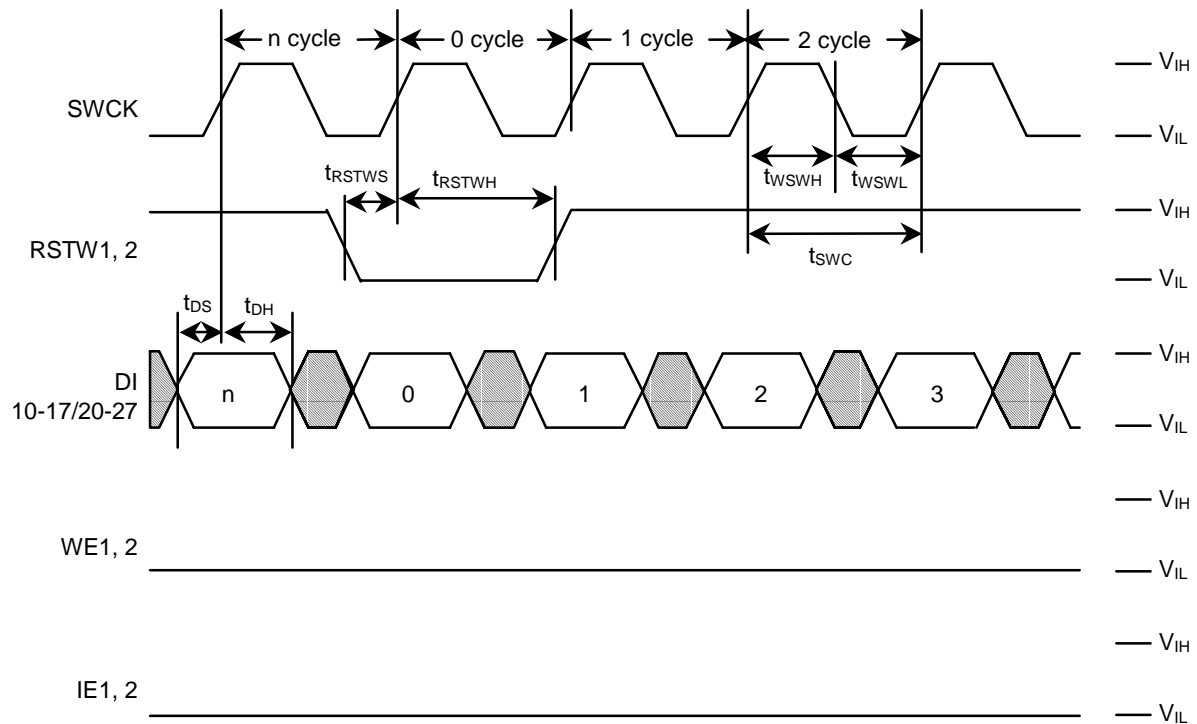 n cycle 0 cycle 1 cycle 2 cycle
SWCK
VIH
VIL
tRSTWS tRSTWH tWSWH tWSWL
RSTW1, 2
VIH
VIL
tSWC
tDS tDH
DI
10-17/20-27
n 0 1 2 3
VIH
VIL
WE1, 2
VIH
VIL
IE1, 2
VIH
VIL